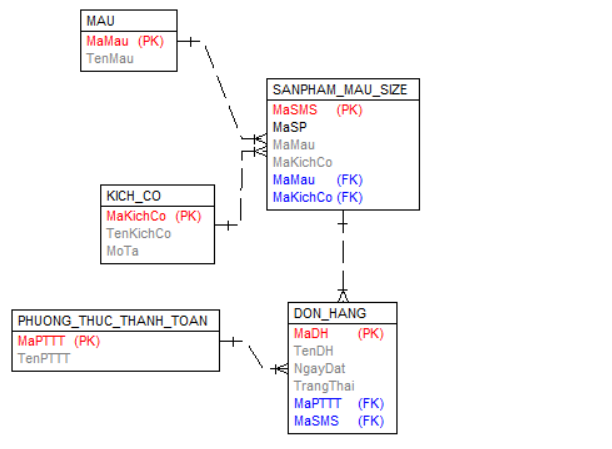 MAU
MaMau (PK)
TenMau
SANPHAM_MAU_SIZE
MaSMS (PK)
MaSP
MaMau
MaKichCo
MaMau (FK)
MaKichCo (FK)
KICH_CO
MaKichCo (PK)
TenKichCo
MoTa
PHUONG_THUC_THANH_TOAN
MaPTTT (PK)
TenPTTT
DON_HANG
MaDH (PK)
TenDH
NgayDat
TrangThai
MaPTTT (FK)
MaSMS (FK)